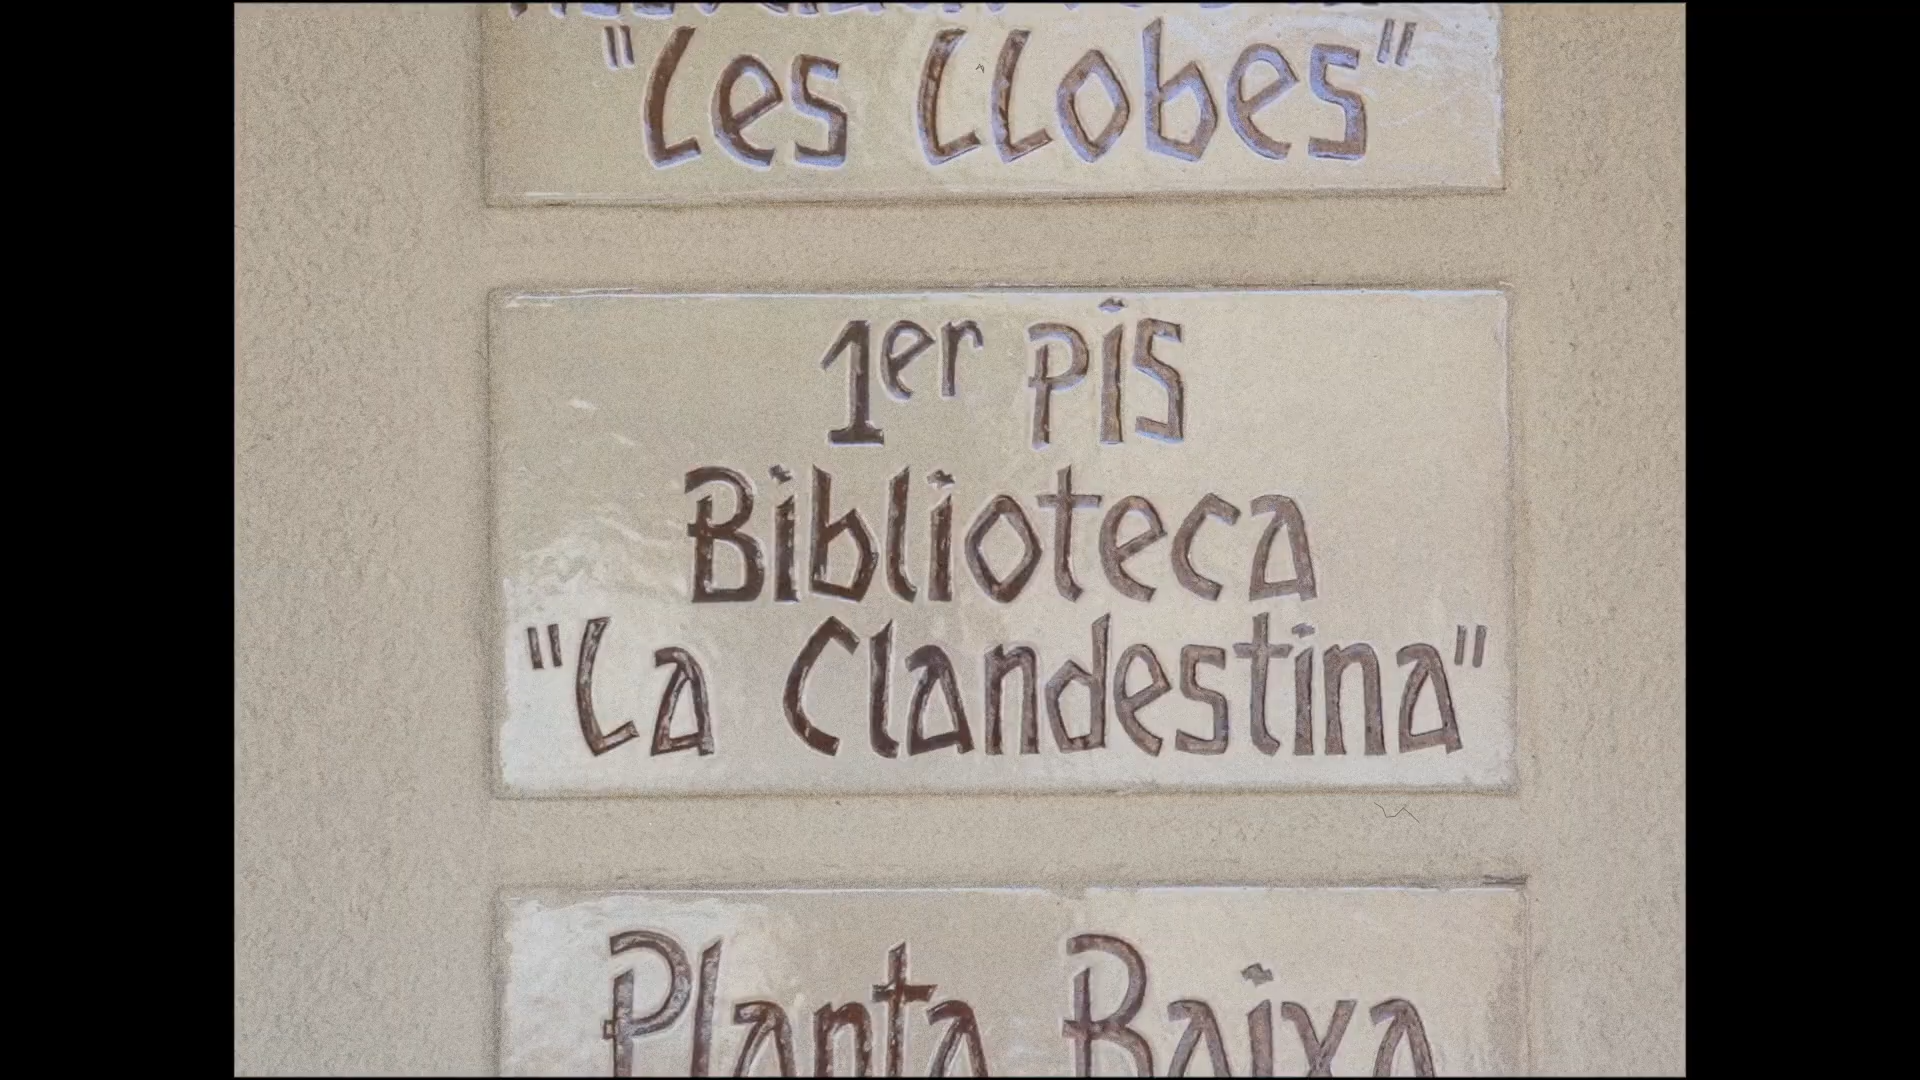 "Les Llobes"
1er pis
Biblioteca
"La Clandestina"
Planta Baixa